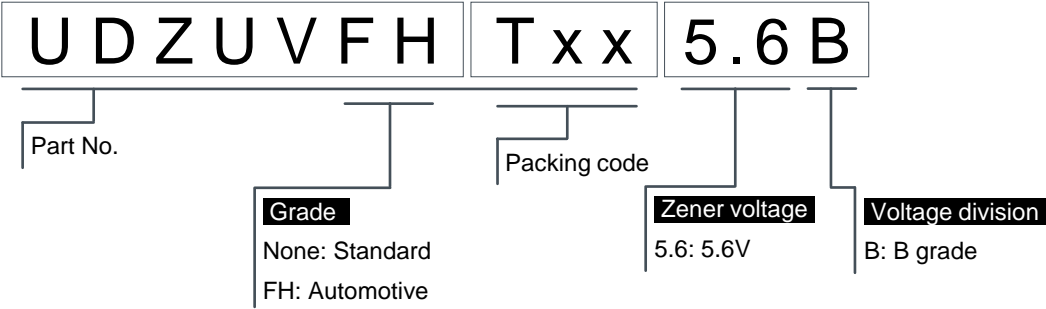 UDZUVFH Txx 5.6B
Part No.
Packing code
Grade
None: Standard
FH: Automotive
Zener voltage
5.6: 5.6V
Voltage division
B: B grade